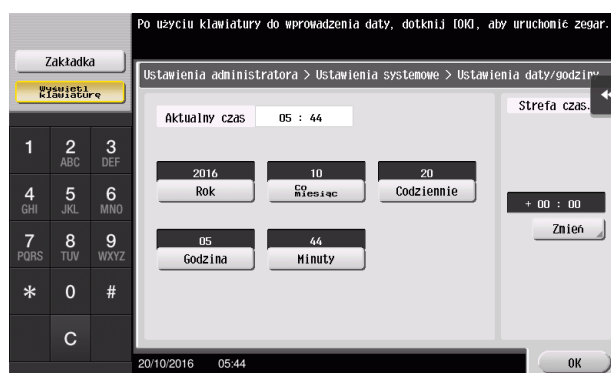 Po użyciu klawiatury do wprowadzenia daty, dotknij [OK], aby uruchomić zegar.
Zakładka
Wyświetl
klawiaturę
Ustawienia administratora > Ustawienia systemowe > Ustawienia daty/godziny
Aktualny czas 05 : 44
Strefa czas.
2016 10 20
Rok
Co
miesiąc
Codziennie
05 44
Godzina Minuty
+ 00 : 00
Zmień
1 2 3
ABC DEF
4 5 6
GHI JKL MNO
7 8 9
PQRS TUV WXYZ
* 0 #
C
20/10/2016 05:44
OK